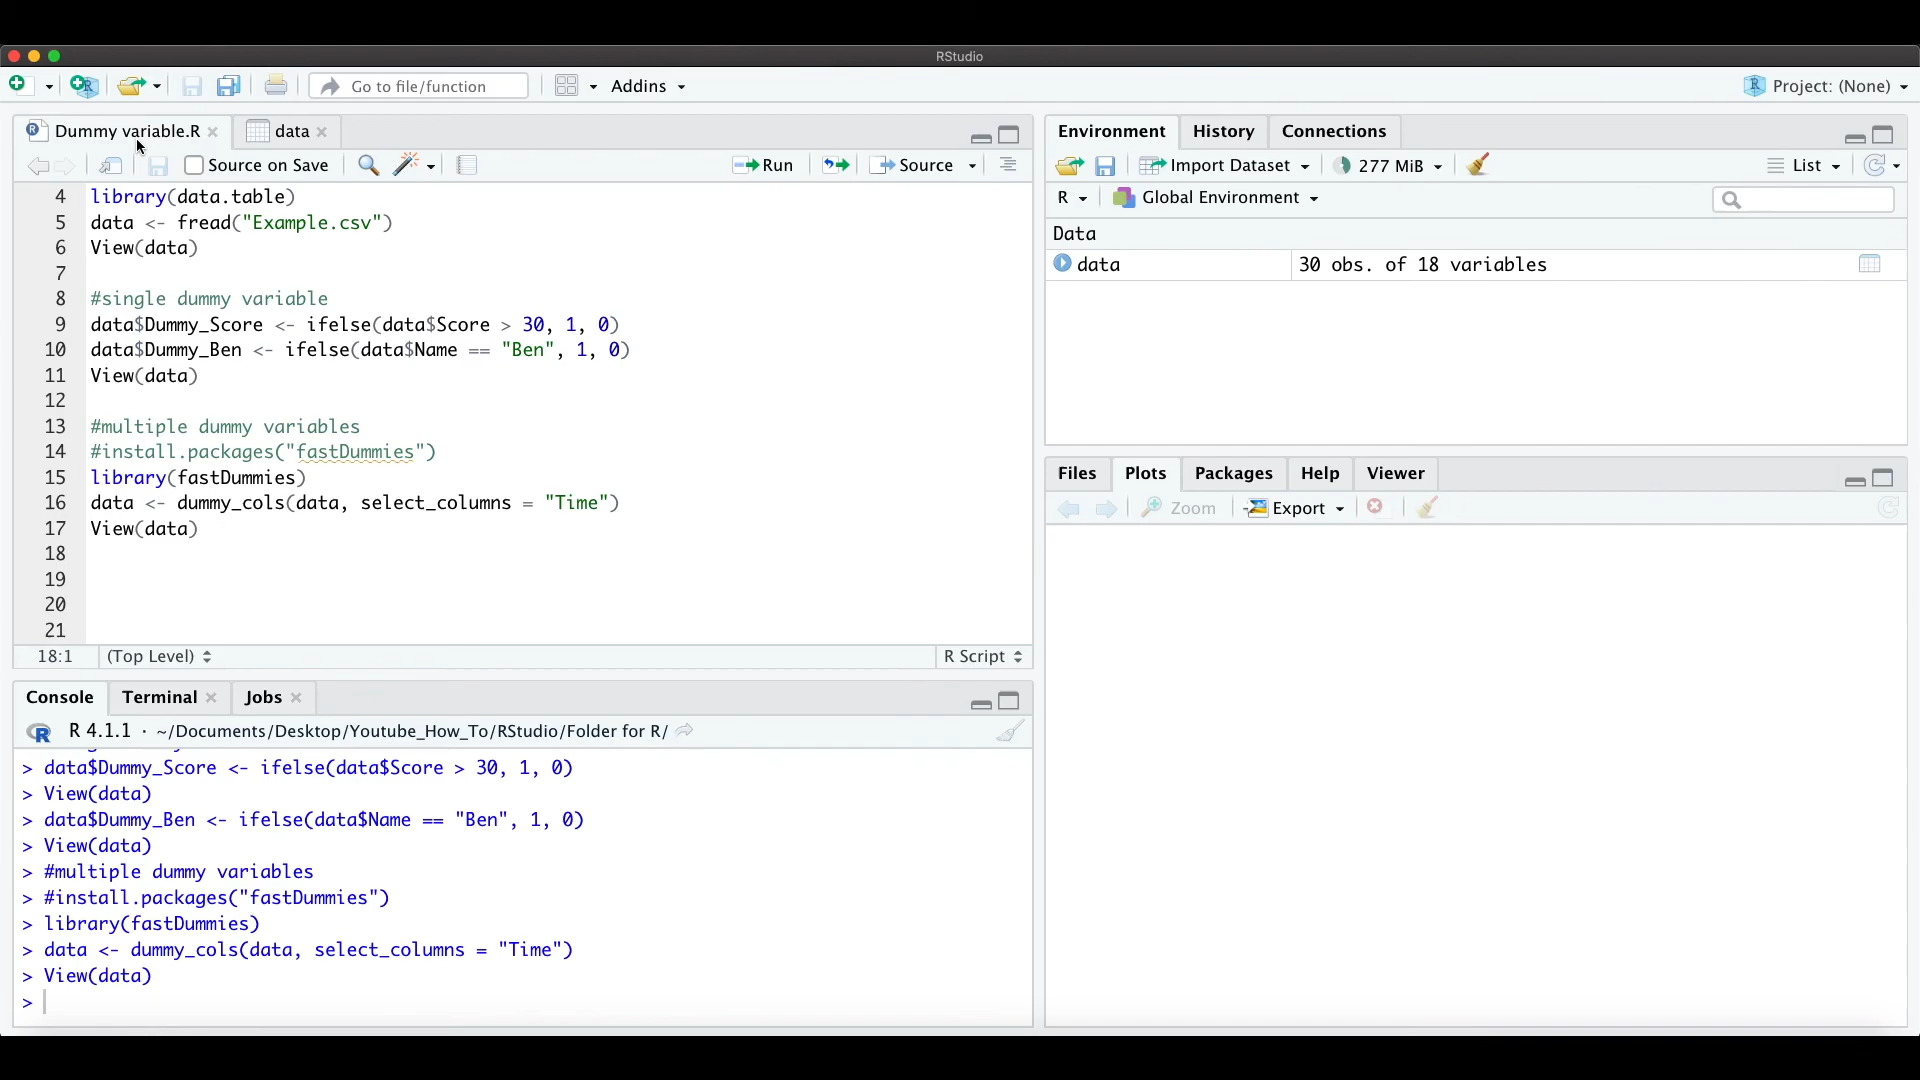 RStudio
Go to file/function
Addins
Project: (None)
Dummy variable.R
data
Source on Save
Run
Source
4 library(data.table)
5 data <- fread("Example.csv")
6 View(data)
7
8 #single dummy variable
9 data$Dummy_Score <- ifelse(data$Score > 30, 1, 0)
10 data$Dummy_Ben <- ifelse(data$Name == "Ben", 1, 0)
11 View(data)
12
13 #multiple dummy variables
14 #install.packages("fastDummies")
15 library(fastDummies)
16 data <- dummy_cols(data, select_columns = "Time")
17 View(data)
18
19
20
21
18:1 (Top Level) R Script
Console Terminal Jobs
R 4.1.1 · ~/Documents/Desktop/Youtube_How_To/RStudio/Folder for R/
> data$Dummy_Score <- ifelse(data$Score > 30, 1, 0)
> View(data)
> data$Dummy_Ben <- ifelse(data$Name == "Ben", 1, 0)
> View(data)
> #multiple dummy variables
> #install.packages("fastDummies")
> library(fastDummies)
> data <- dummy_cols(data, select_columns = "Time")
> View(data)
>
Environment History Connections
Import Dataset 277 MiB List
R Global Environment
Data
data 30 obs. of 18 variables
Files Plots Packages Help Viewer
Zoom Export